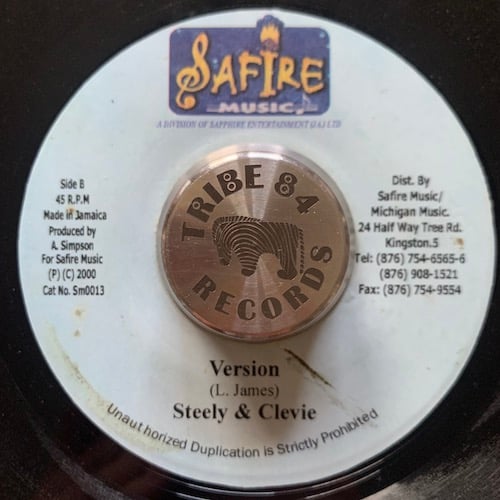 SAFIRE
MUSIC
A DIVISION OF SAPPHIRE ENTERTAINMENT (JA) LTD
Side B
45 R.P.M
Made in Jamaica
Produced by
A. Simpson
For Safire Music
(P) (C) 2000
Cat No. Sm0013
Dist. By
Safire Music/
Michigan Music.
24 Half Way Tree Rd.
Kingston.5
Tel: (876) 754-6565-6
(876) 908-1521
Fax: (876) 754-9554
TRIBE 84
RECORDS
Version
(L. James)
Steely & Clevie
Unauthorized Duplication is Strictly Prohibited